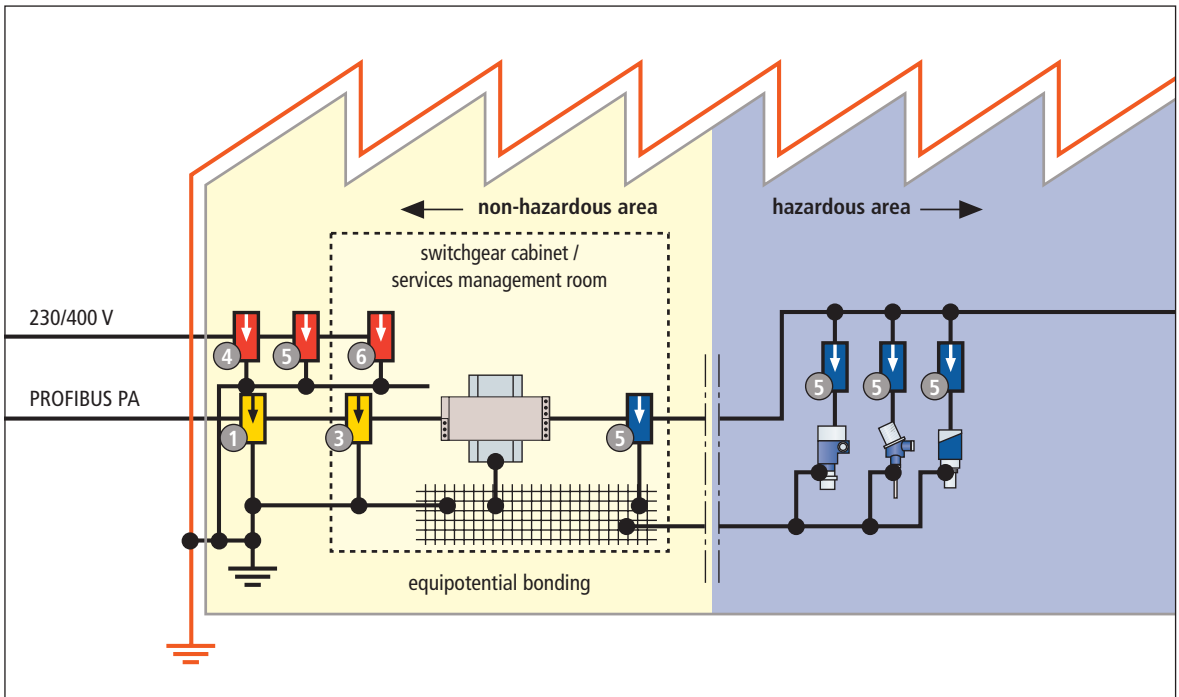 non-hazardous area
hazardous area
switchgear cabinet /
services management room
230/400 V
4
5
6
PROFIBUS PA
1
3
5
5
5
5
equipotential bonding